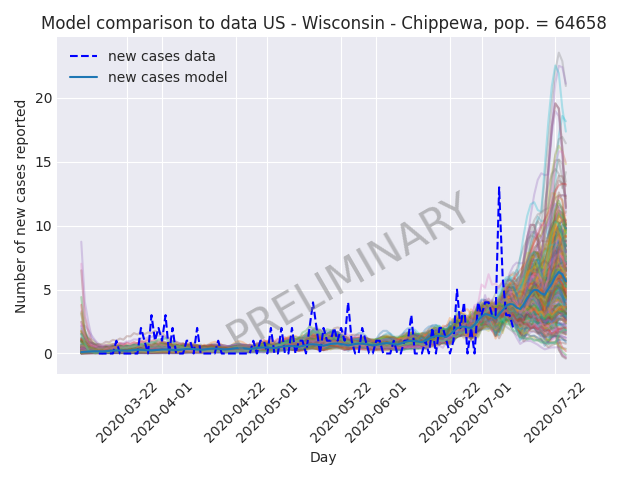 Model comparison to data US - Wisconsin - Chippewa, pop. = 64658
new cases data
new cases model
Number of new cases reported
20
15
10
5
0
PRELIMINARY
2020-03-22
2020-04-01
2020-04-22
2020-05-01
2020-05-22
2020-06-01
2020-06-22
2020-07-01
2020-07-22
Day